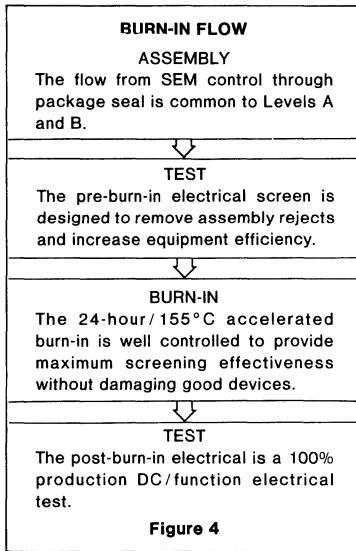 BURN-IN FLOW
ASSEMBLY
The flow from SEM control through
package seal is common to Levels A
and B.
TEST
The pre-burn-in electrical screen is
designed to remove assembly rejects
and increase equipment efficiency.
BURN-IN
The 24-hour/155°C accelerated
burn-in is well controlled to provide
maximum screening effectiveness
without damaging good devices.
TEST
The post-burn-in electrical is a 100%
production DC/function electrical
test.
Figure 4